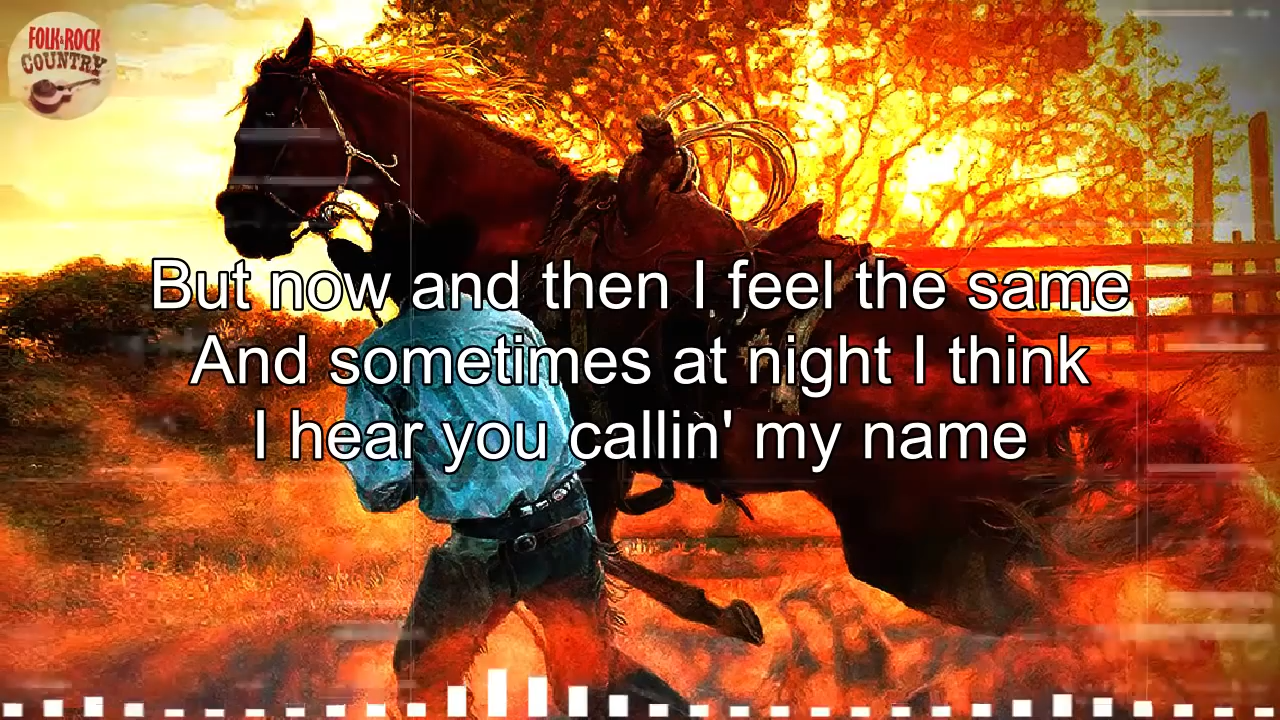 FOLK & ROCK
COUNTRY
But now and then I feel the same
And sometimes at night I think
I hear you callin' my name